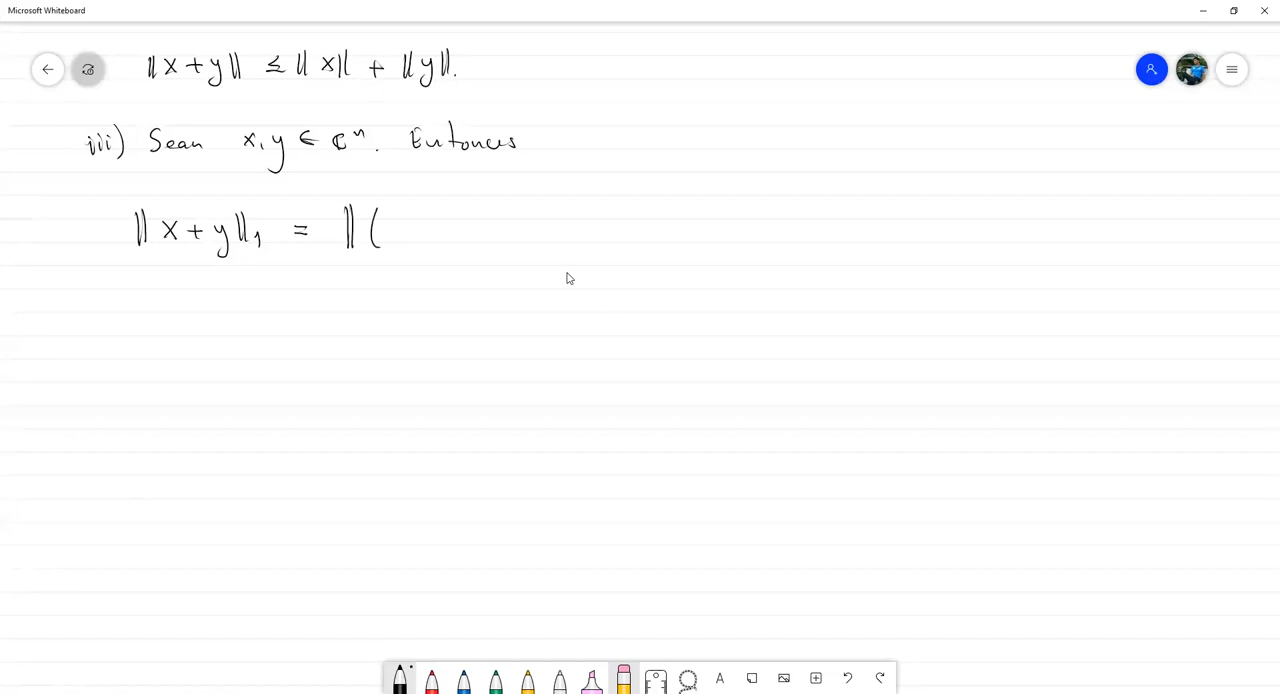 Microsoft Whiteboard
||x+y|| ≤ ||x|| + ||y||.
iii) Sean x,y ∈ ℂⁿ. Entonces
||x+y||₁ = ||(
A